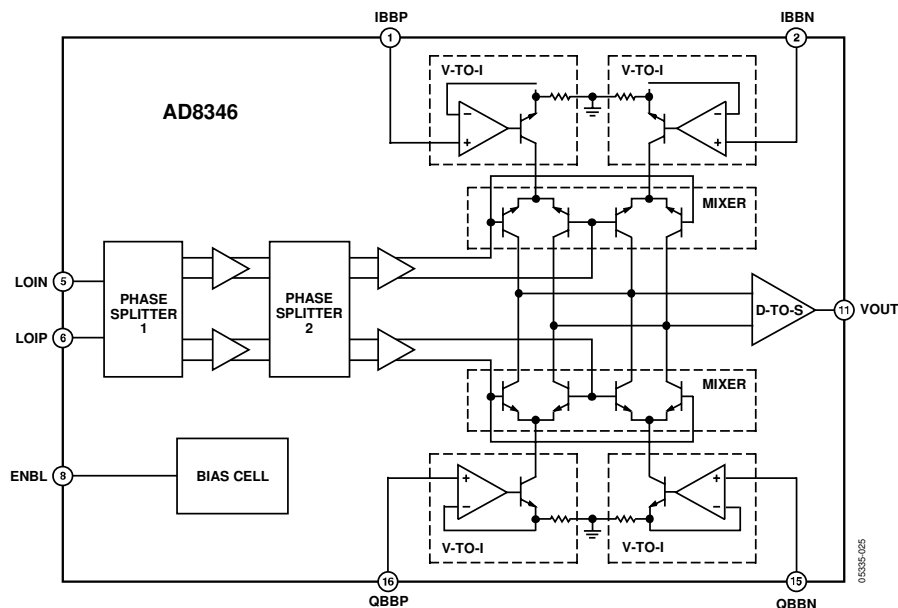 IBBP
IBBN
1
2
V-TO-I
V-TO-I
AD8346
−
+
−
+
MIXER
LOIN 5
PHASE
SPLITTER
1
PHASE
SPLITTER
2
LOIP 6
D-TO-S
11 VOUT
MIXER
ENBL 8
BIAS CELL
+
−
+
−
V-TO-I
V-TO-I
16
15
QBBP
QBBN
05335-025